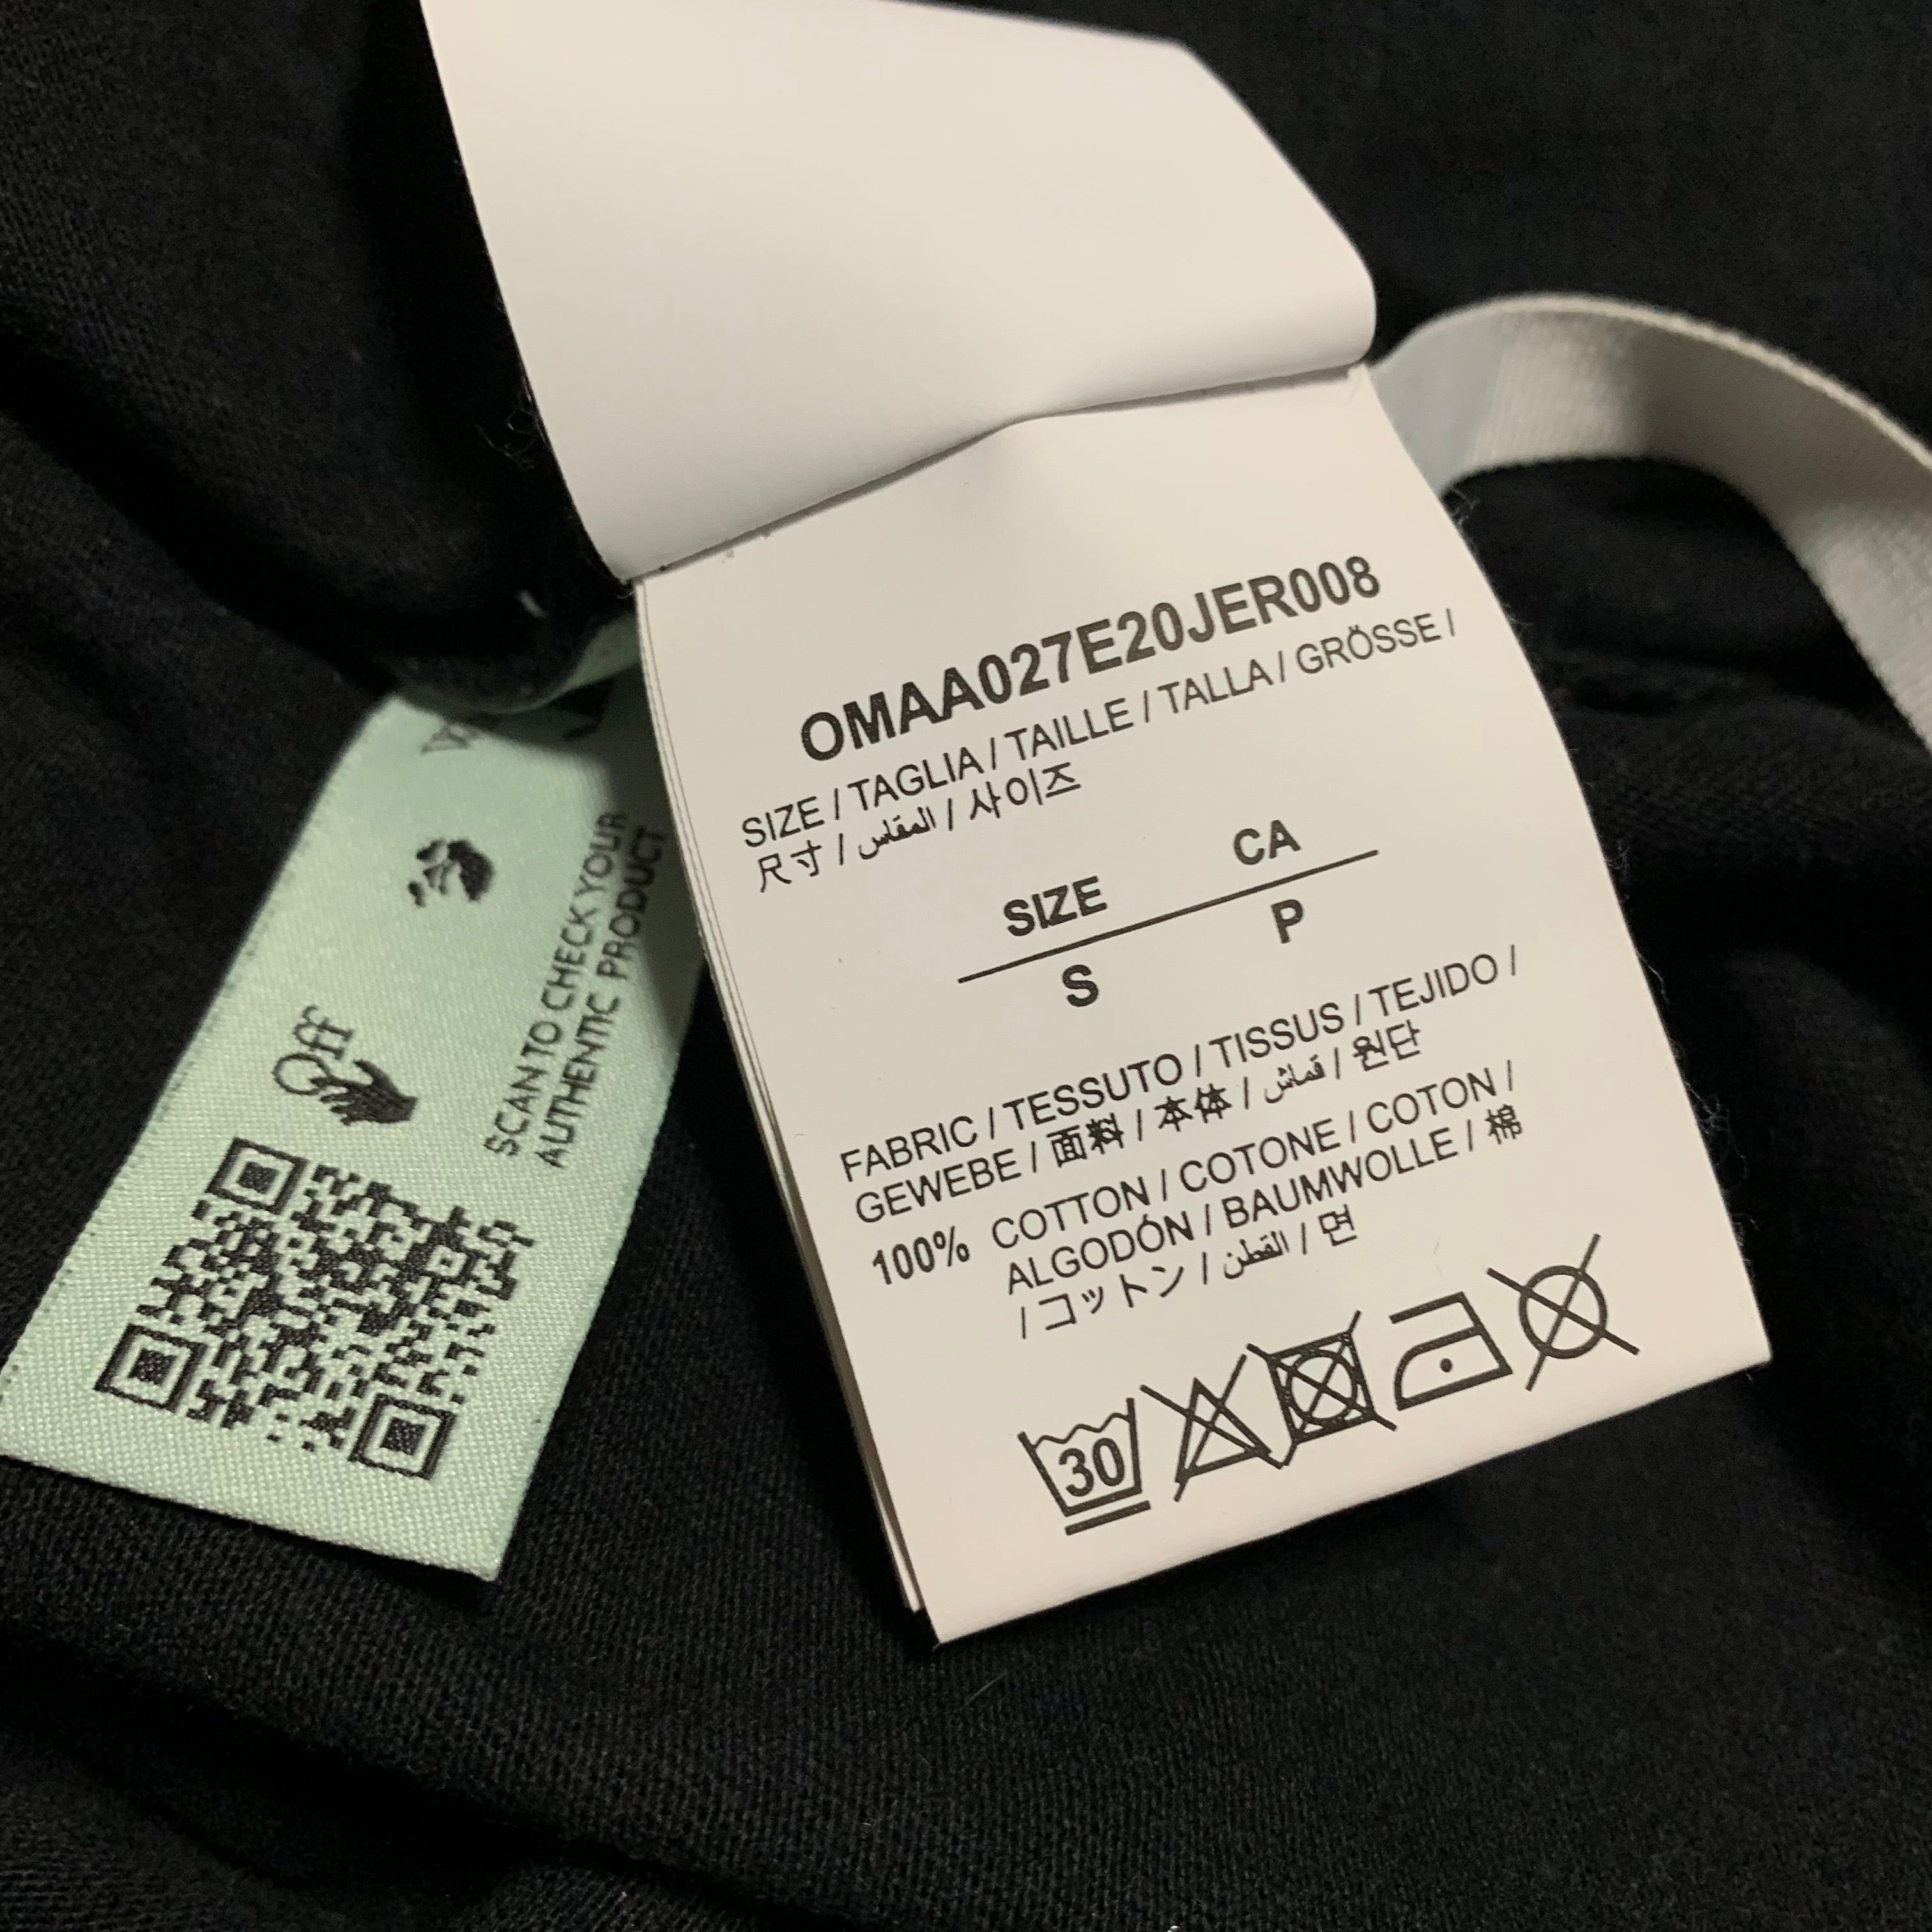 OMAA027E20JER008
SIZE / TAGLIA / TAILLE / TALLA / GRÖSSE /
尺寸 / المقاس / 사이즈
SIZE CA
S P
FABRIC / TESSUTO / TISSUS / TEJIDO /
GEWEBE / 面料 / 本体 / قماش / 원단
100% COTTON / COTONE / COTON /
ALGODÓN / BAUMWOLLE / 棉
/ コットン / القطن / 면
30
Off
SCAN TO CHECK YOUR
AUTHENTIC PRODUCT